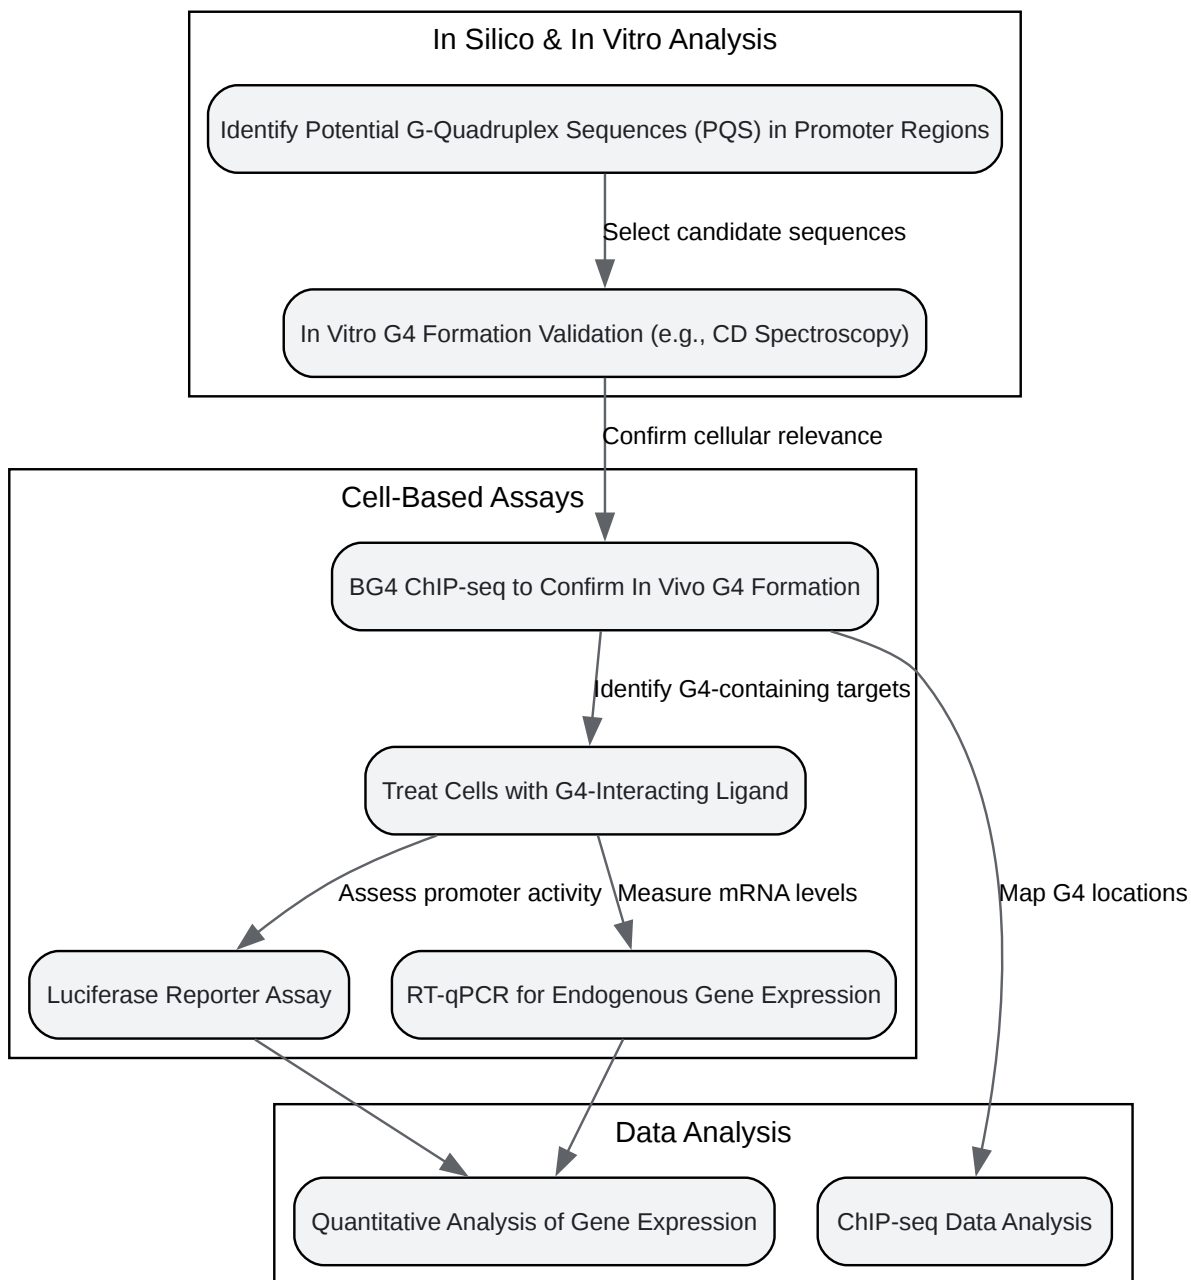 In Silico & In Vitro Analysis
Identify Potential G-Quadruplex Sequences (PQS) in Promoter Regions
Select candidate sequences
In Vitro G4 Formation Validation (e.g., CD Spectroscopy)
Confirm cellular relevance
Cell-Based Assays
BG4 ChIP-seq to Confirm In Vivo G4 Formation
Identify G4-containing targets
Treat Cells with G4-Interacting Ligand
Assess promoter activity
Measure mRNA levels
Map G4 locations
Luciferase Reporter Assay
RT-qPCR for Endogenous Gene Expression
Data Analysis
Quantitative Analysis of Gene Expression
ChIP-seq Data Analysis